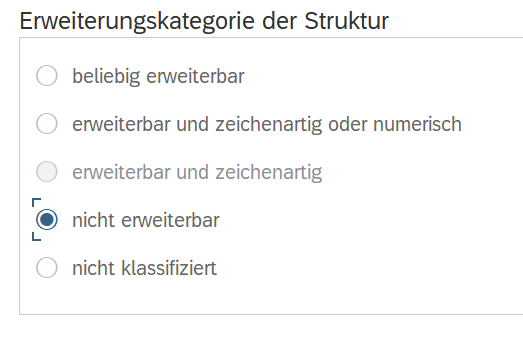 Erweiterungskategorie der Struktur
beliebig erweiterbar
erweiterbar und zeichenartig oder numerisch
erweiterbar und zeichenartig
nicht erweiterbar
nicht klassifiziert